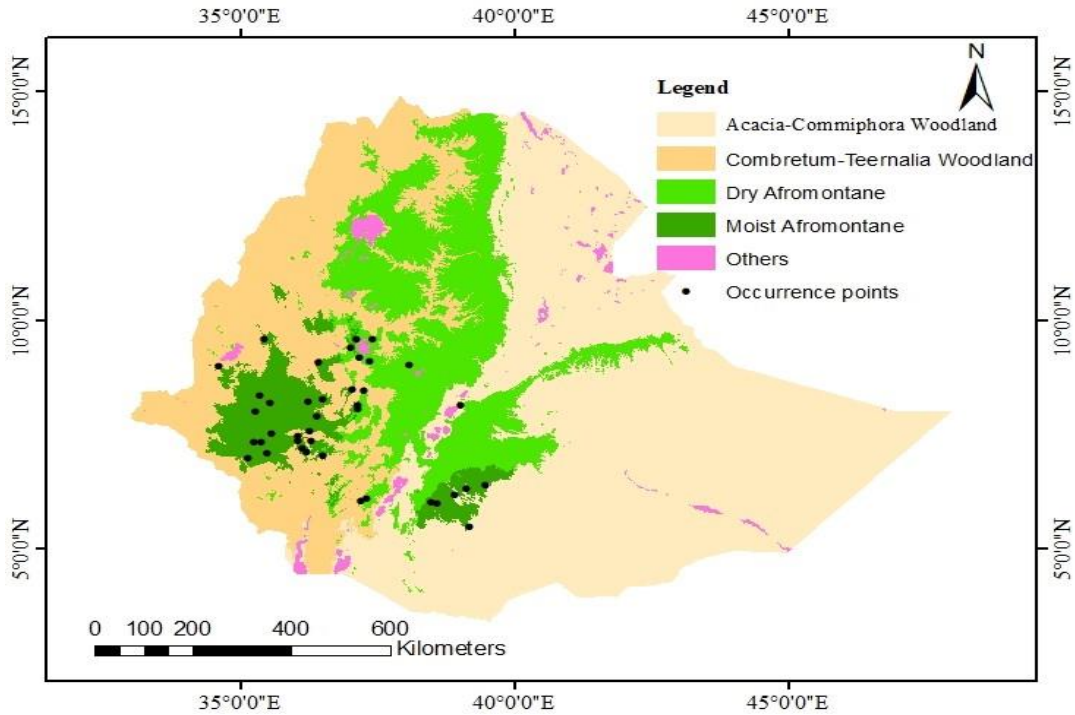 35°0'0"E 40°0'0"E 45°0'0"E
15°0'0"N
10°0'0"N
5°0'0"N
N
Legend
Acacia-Commiphora Woodland
Combretum-Teernalia Woodland
Dry Afromontane
Moist Afromontane
Others
Occurrence points
15°0'0"N
10°0'0"N
5°0'0"N
0 100 200 400 600
Kilometers
35°0'0"E 40°0'0"E 45°0'0"E